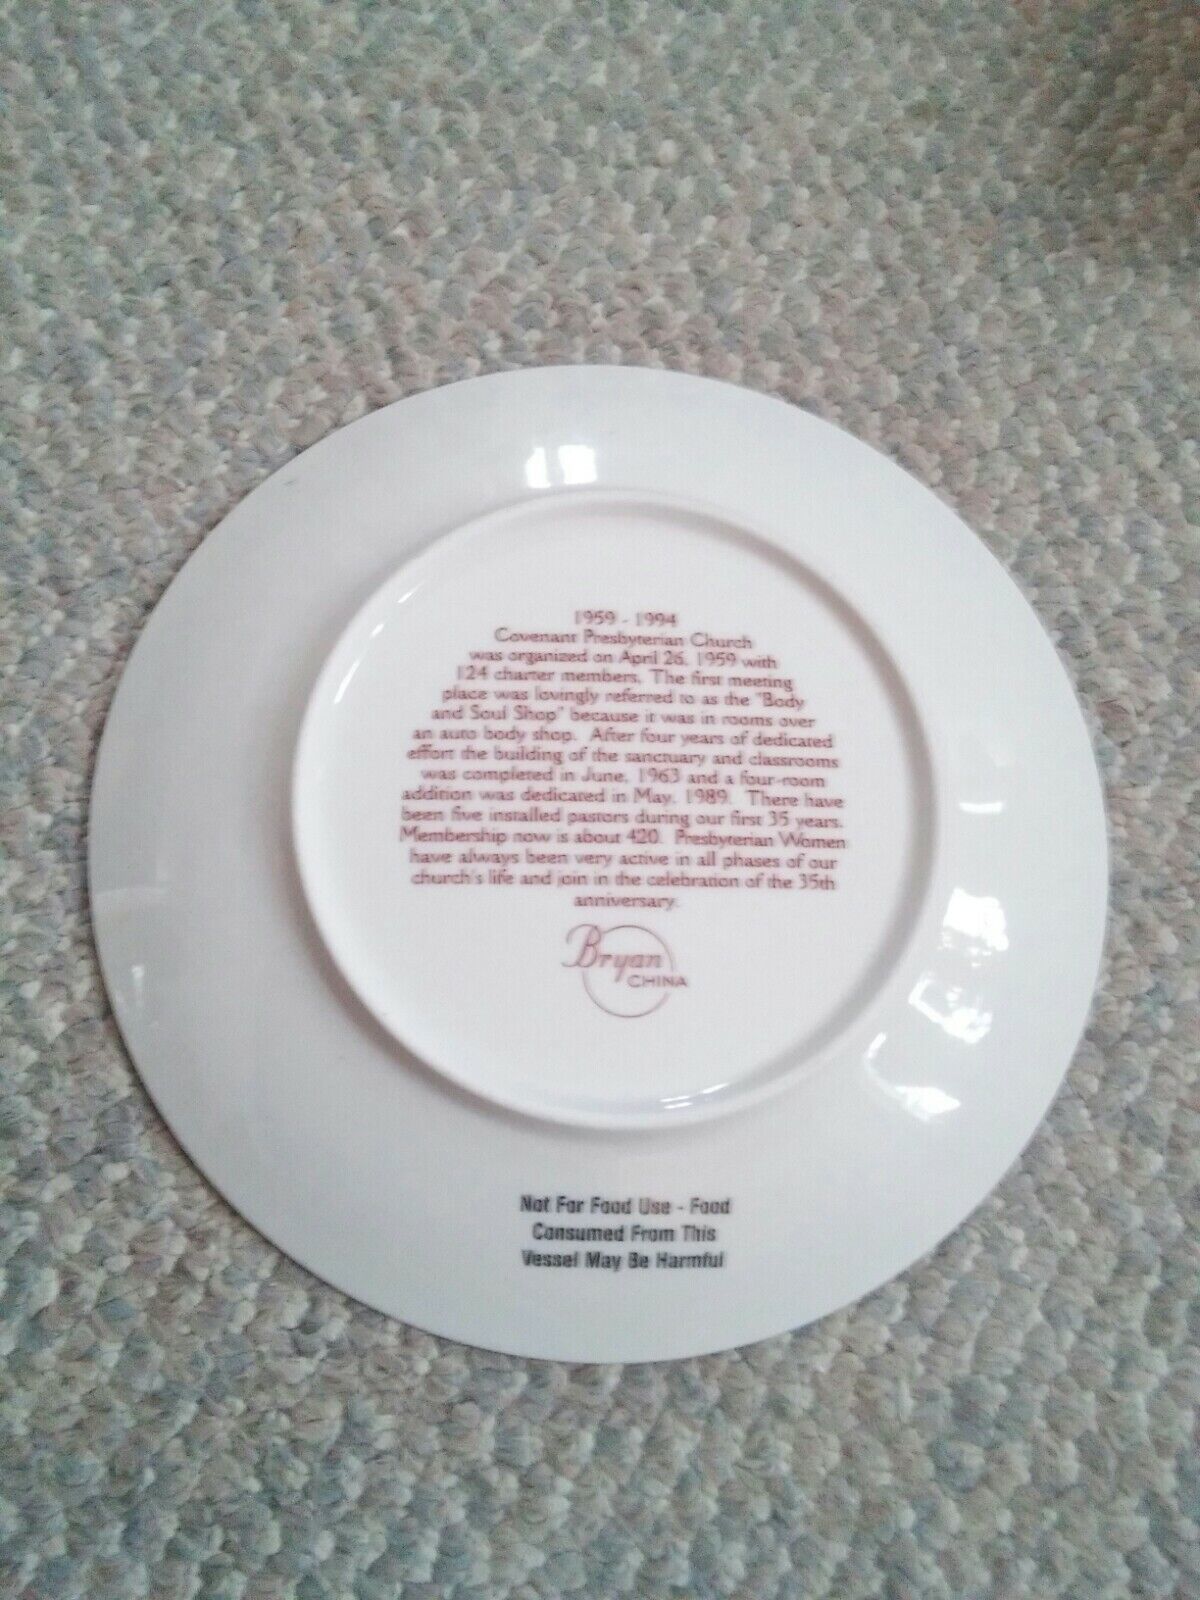 1959 - 1994
Covenant Presbyterian Church
was organized on April 26, 1959 with
124 charter members. The first meeting
place was lovingly referred to as the "Body
and Soul Shop" because it was in rooms over
an auto body shop. After four years of dedicated
effort the building of the sanctuary and classrooms
was completed in June, 1963 and a four-room
addition was dedicated in May, 1989. There have
been five installed pastors during our first 35 years.
Membership now is about 420. Presbyterian Women
have always been very active in all phases of our
church's life and join in the celebration of the 35th
anniversary.
Bryan
CHINA
Not For Food Use - Food
Consumed From This
Vessel May Be Harmful